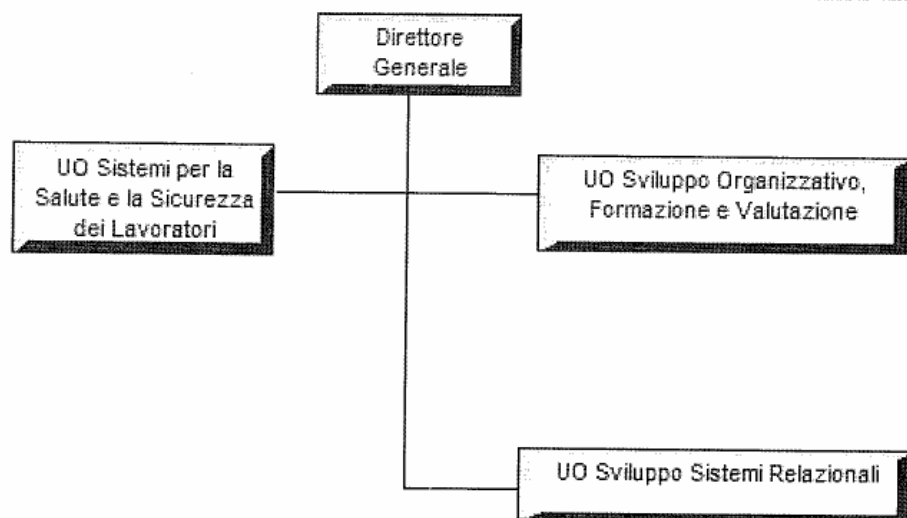 Direttore
Generale
UO Sistemi per la
Salute e la Sicurezza
dei Lavoratori
UO Sviluppo Organizzativo,
Formazione e Valutazione
UO Sviluppo Sistemi Relazionali